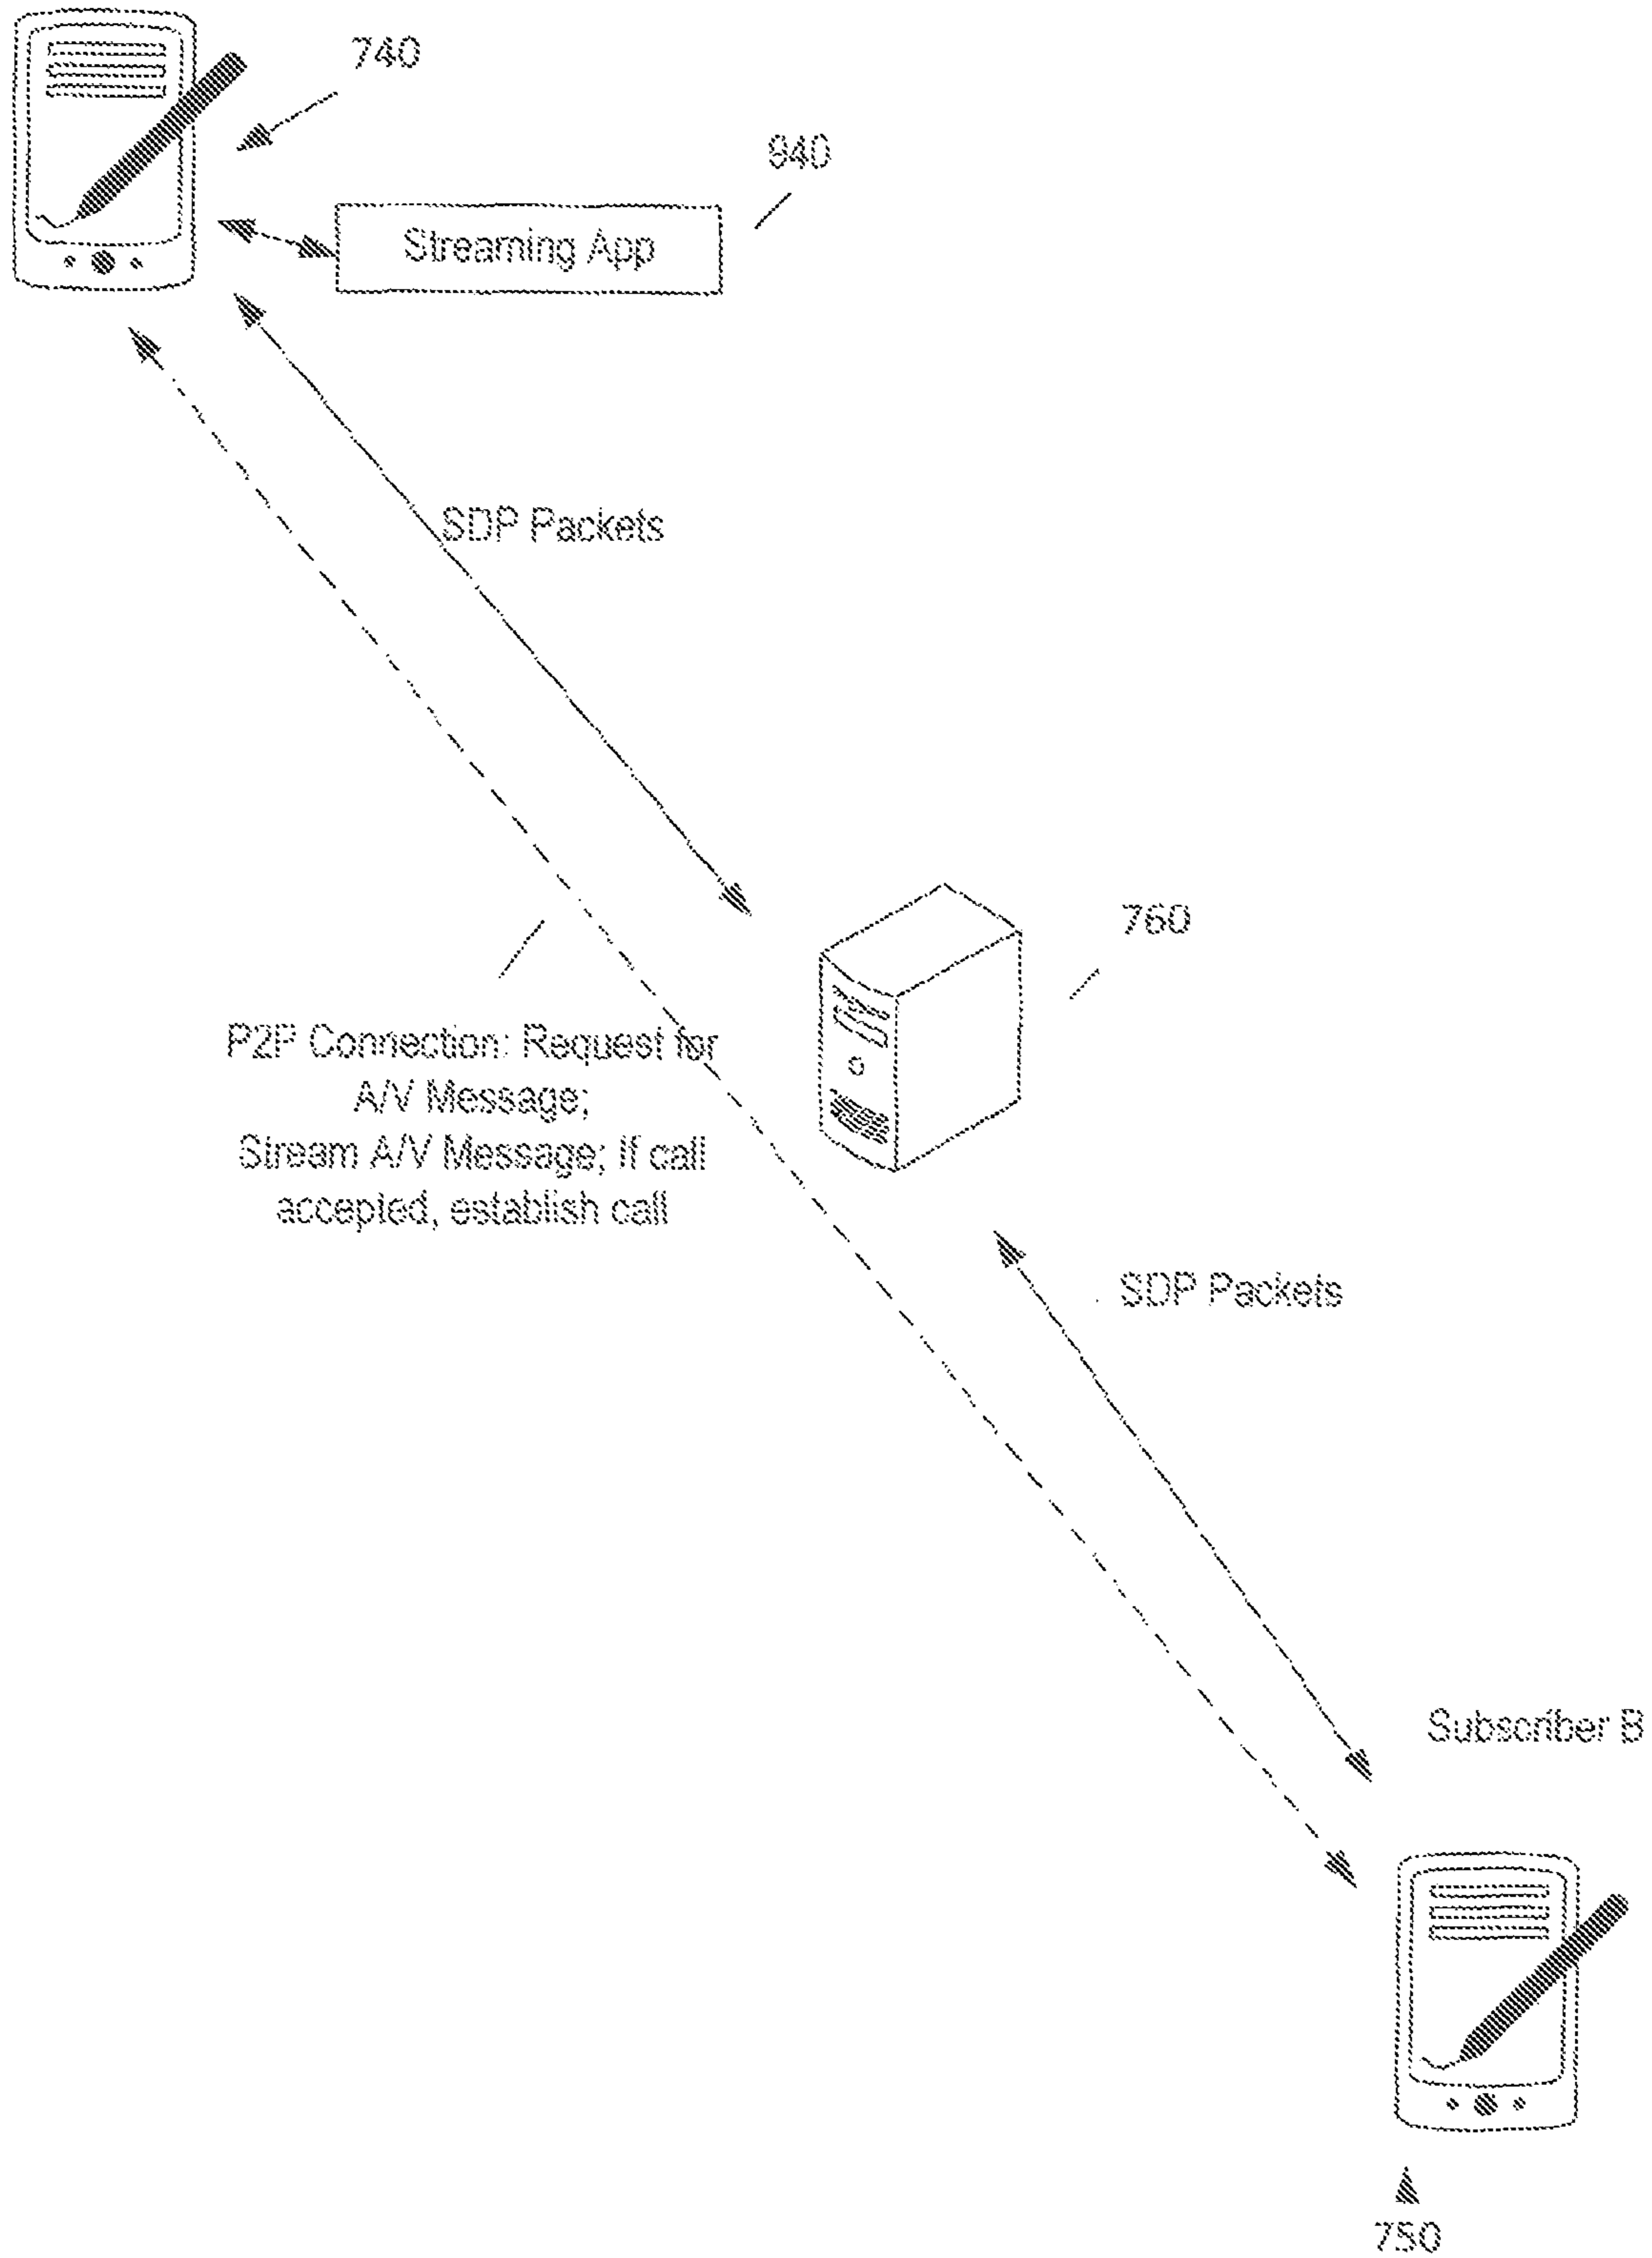 740
940
Streaming App
SDP Packets
760
P2P Connection: Request for
A/V Message;
Stream A/V Message; if call
accepted, establish call
SDP Packets
Subscriber B
750